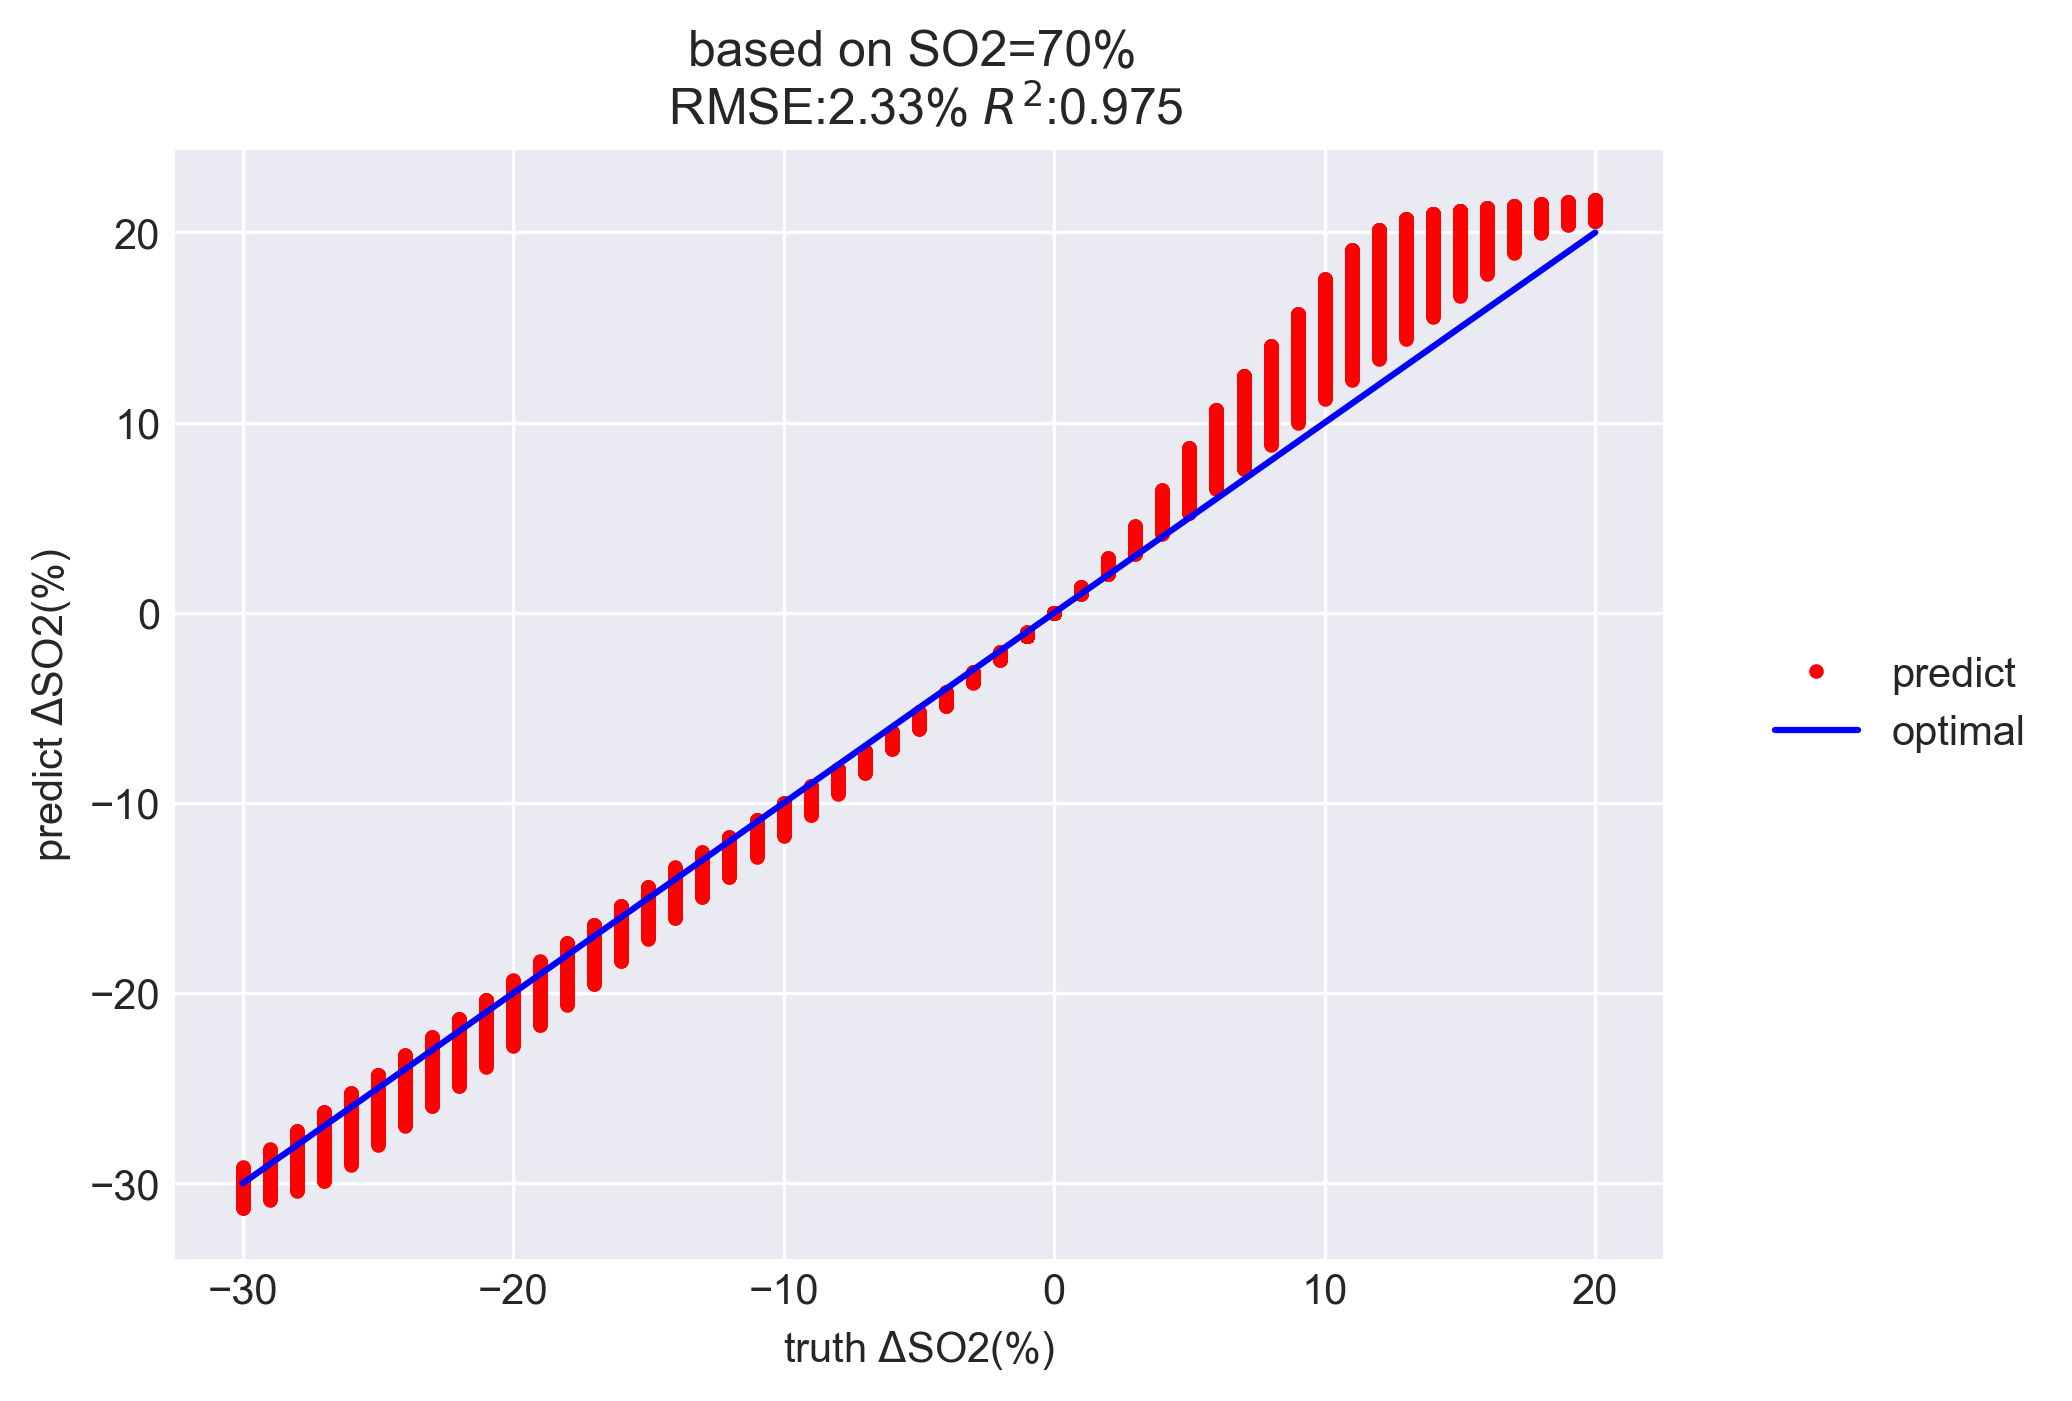 based on SO2=70%
RMSE:2.33% R²:0.975
predict ΔSO2(%)
20
10
0
−10
−20
−30
−30 −20 −10 0 10 20
truth ΔSO2(%)
predict
optimal